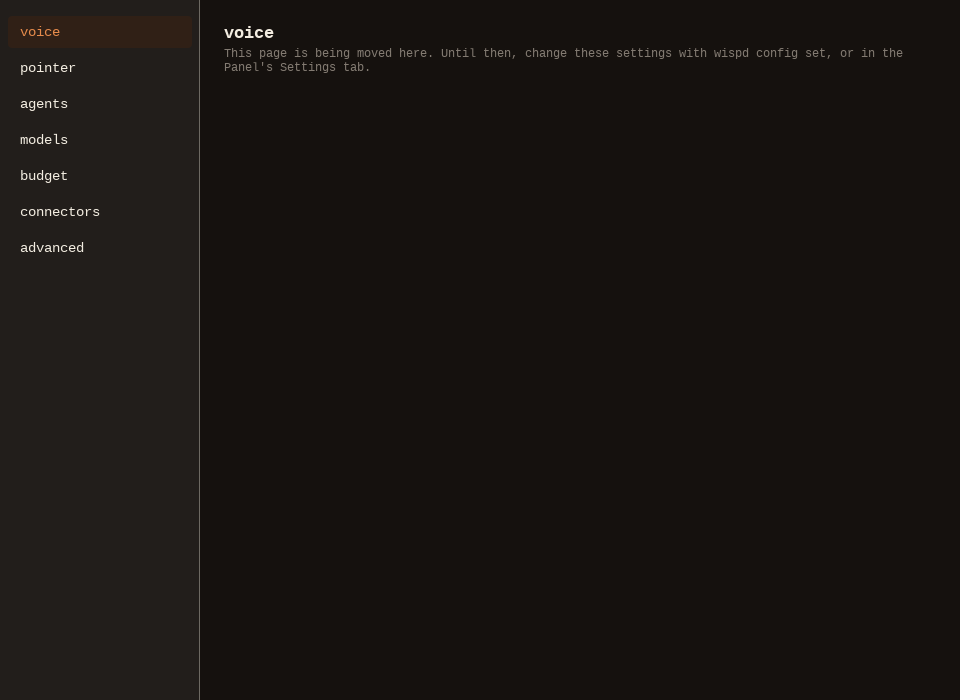 voice
pointer
agents
models
budget
connectors
advanced
voice
This page is being moved here. Until then, change these settings with wispd config set, or in the
Panel's Settings tab.